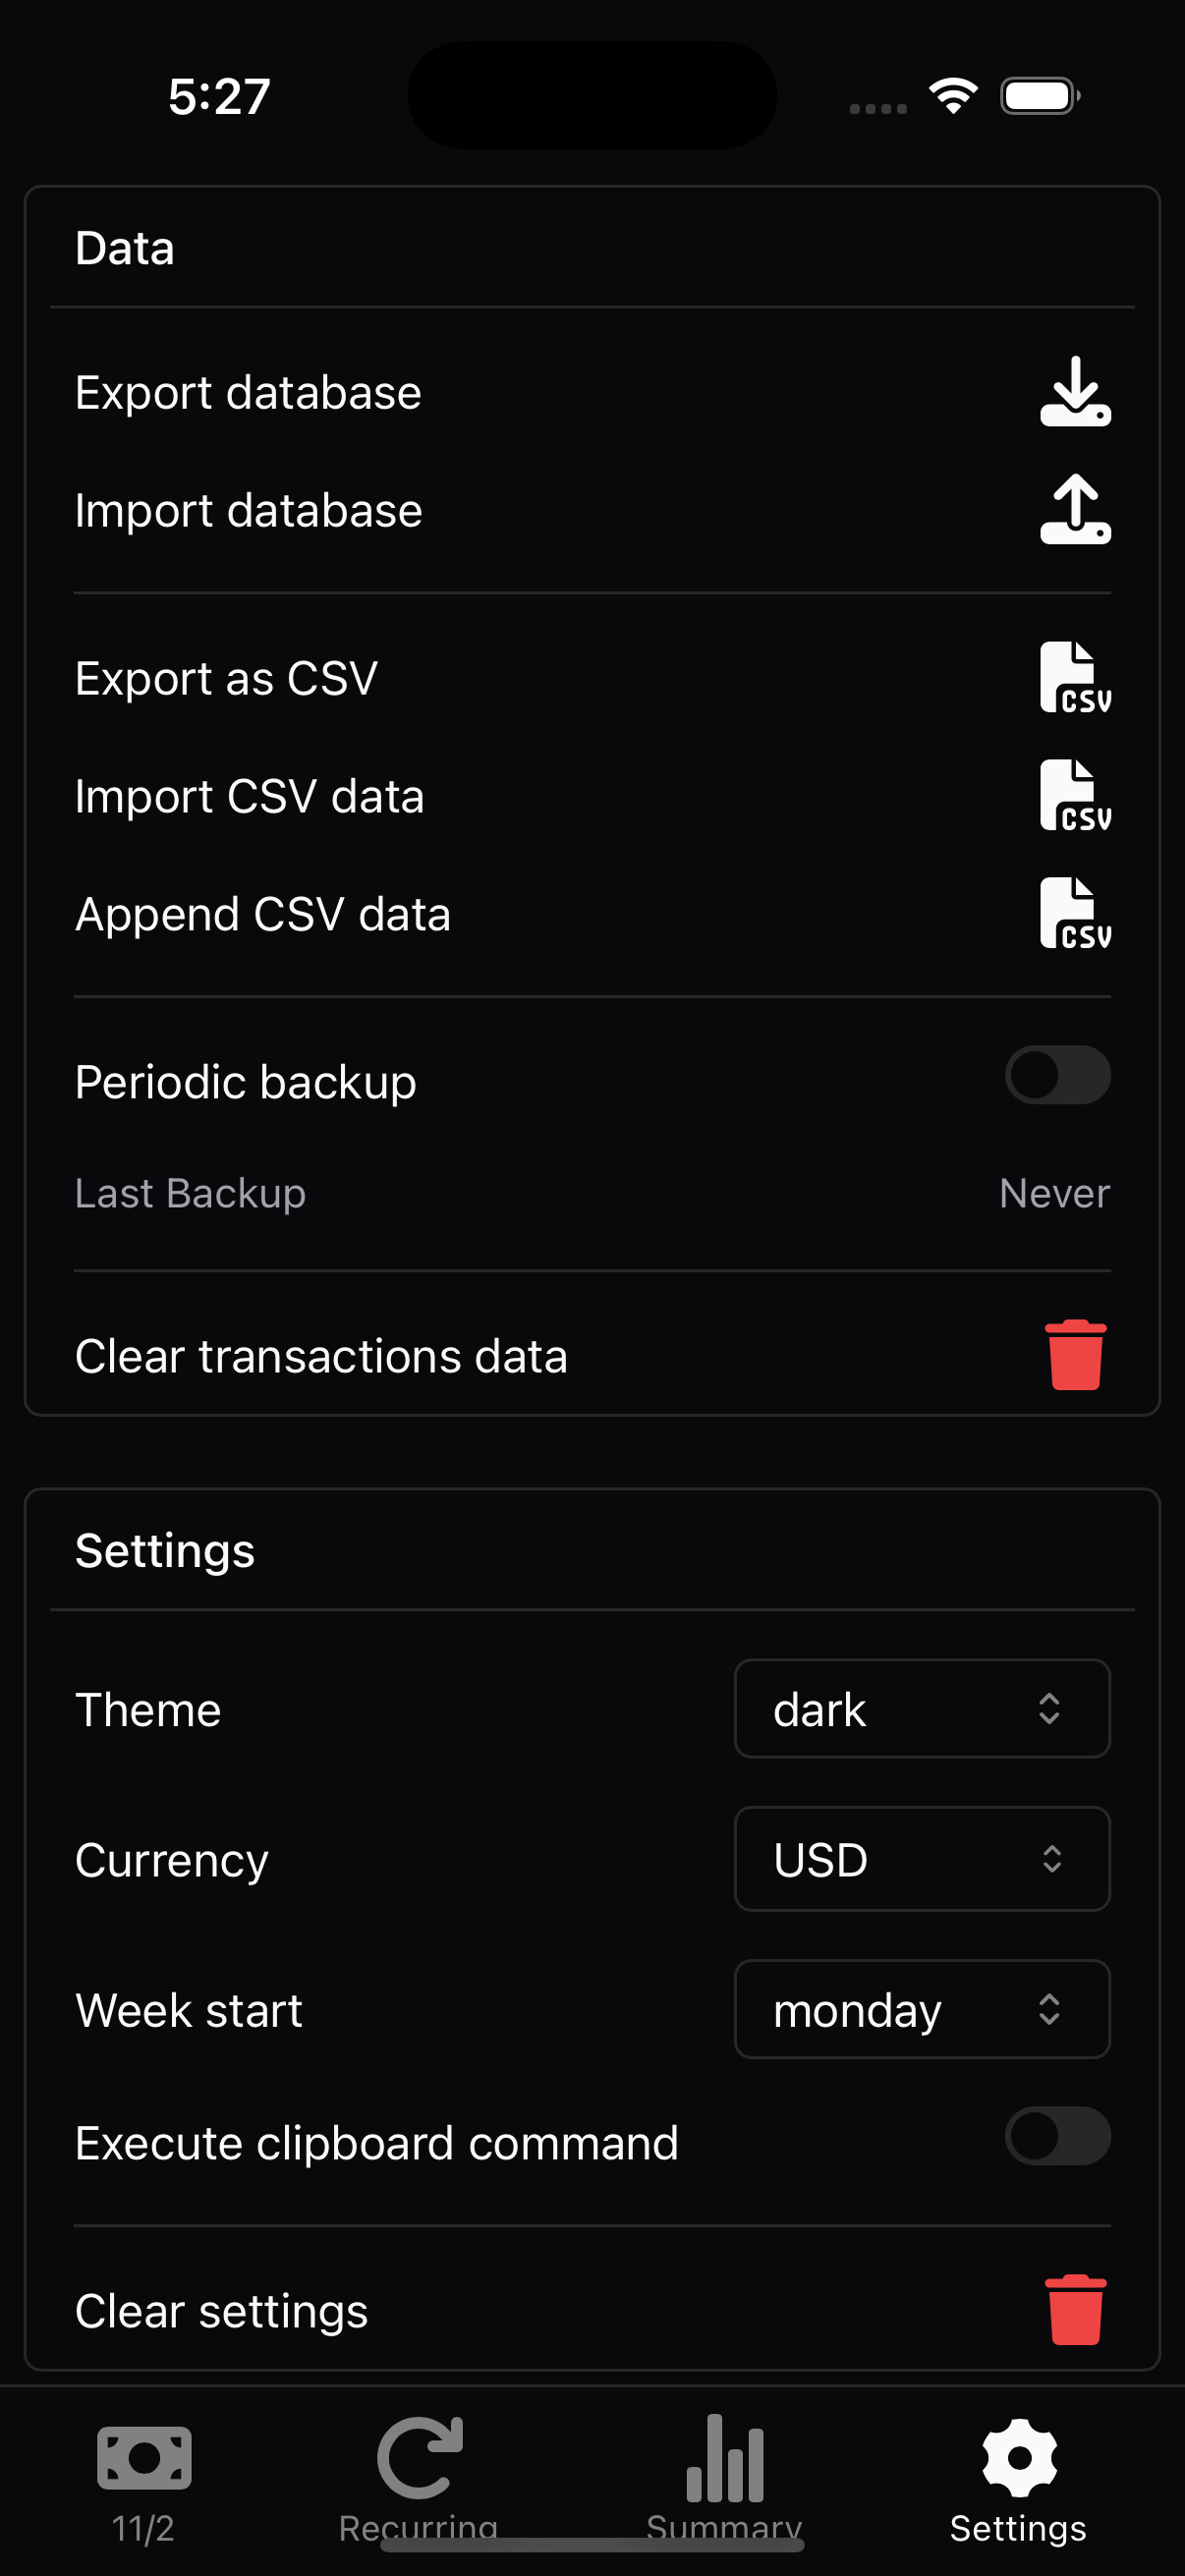 5:27
Data
Export database
Import database
Export as CSV
CSV
Import CSV data
CSV
Append CSV data
CSV
Periodic backup
Last Backup Never
Clear transactions data
Settings
Theme dark
Currency USD
Week start monday
Execute clipboard command
Clear settings
11/2 Recurring Summary Settings